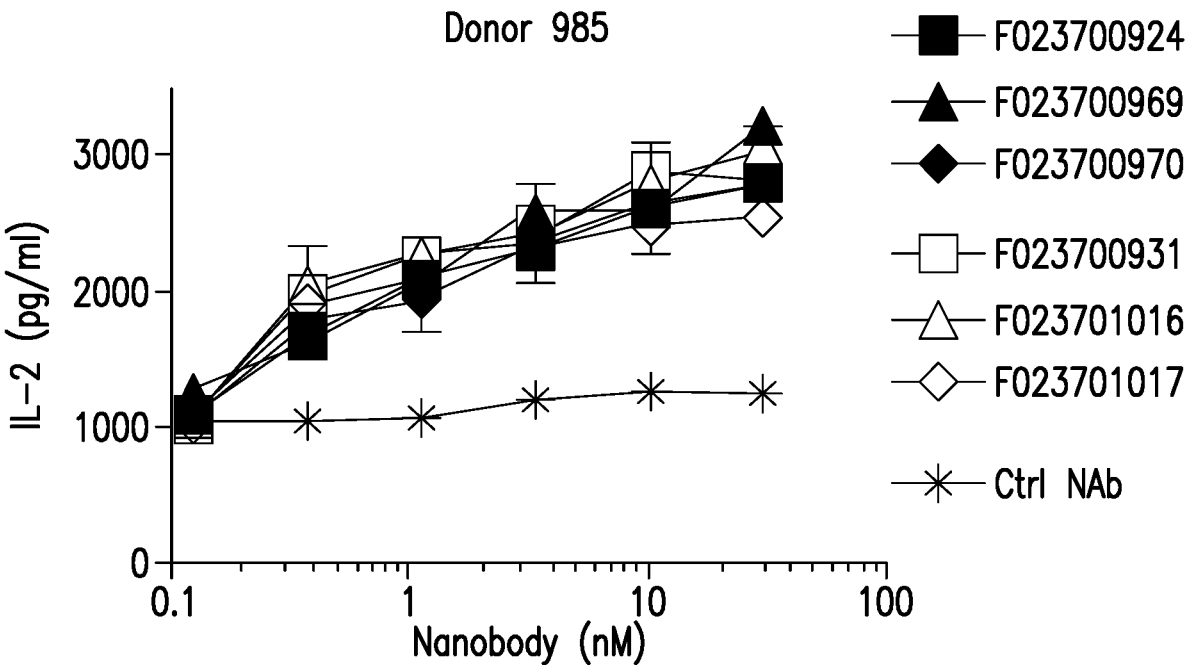 Donor 985
IL-2 (pg/ml)
3000
2000
1000
0
0.1
1
10
100
Nanobody (nM)
F023700924
F023700969
F023700970
F023700931
F023701016
F023701017
Ctrl NAb